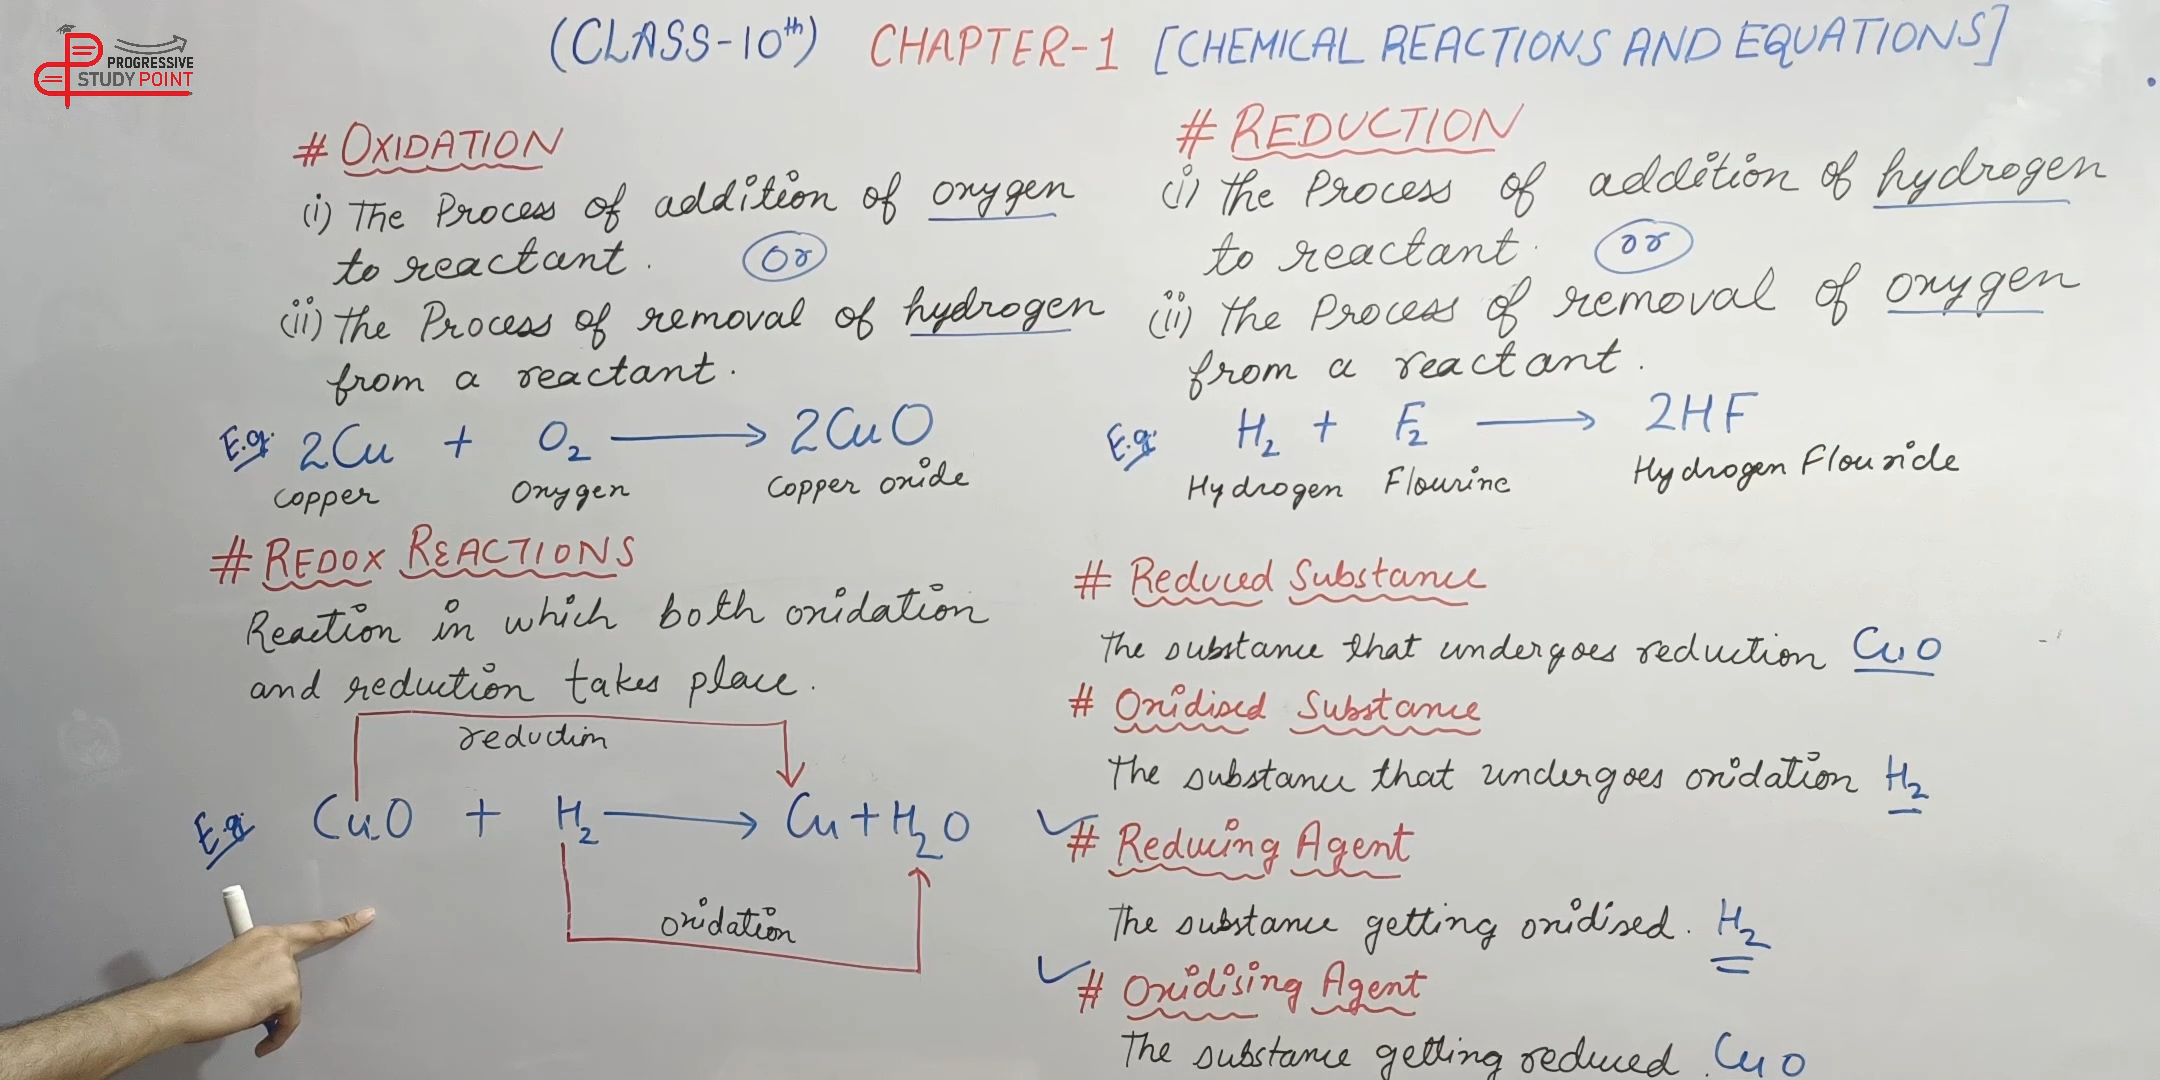 PROGRESSIVE
STUDY POINT
(CLASS-10th) CHAPTER-1 [CHEMICAL REACTIONS AND EQUATIONS]
# OXIDATION
(i) The Process of addition of oxygen
to reactant. Or
(ii) the Process of removal of hydrogen
from a reactant.
E.g: 2Cu + O2 → 2CuO
Copper Oxygen Copper oxide
# REDOX REACTIONS
Reaction in which both oxidation
and reduction takes place.
reduction
E.g: CuO + H2 → Cu + H2O
oxidation
# REDUCTION
(i) the Process of addition of hydrogen
to reactant. or
(ii) the Process of removal of oxygen
from a reactant.
E.g: H2 + F2 → 2HF
Hydrogen Flourine Hydrogen Flouride
# Reduced Substance
The substance that undergoes reduction CuO
# Oxidised Substance
The substance that undergoes oxidation H2
✓ # Reducing Agent
The substance getting oxidised. H2
✓ # Oxidising Agent
The substance getting reduced. CuO